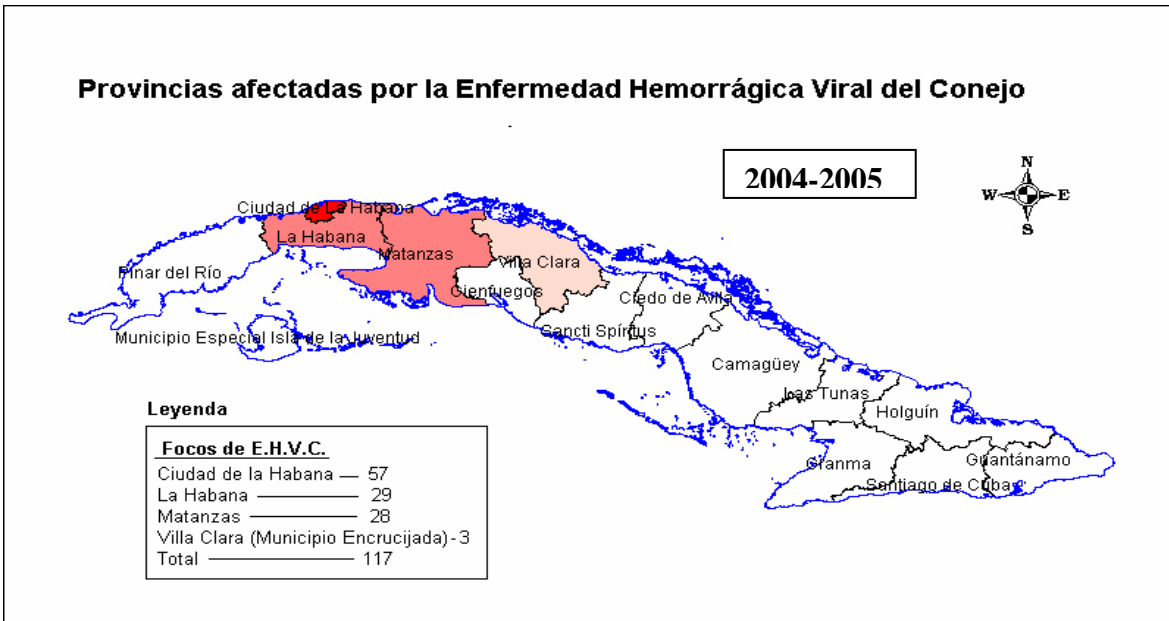 Provincias afectadas por la Enfermedad Hemorrágica Viral del Conejo
2004-2005
N
W E
S
Ciudad de La Habana
La Habana
Matanzas
Villa Clara
Pinar del Río
Cienfuegos
Ciedo de Avila
Sancti Spíritus
Municipio Especial Isla de la Juventud
Camagüey
Las Tunas
Holguín
Granma
Guantánamo
Santiago de Cuba
Leyenda
Focos de E.H.V.C.
Ciudad de la Habana — 57
La Habana ———— 29
Matanzas ———— 28
Villa Clara (Municipio Encrucijada)-3
Total ———— 117